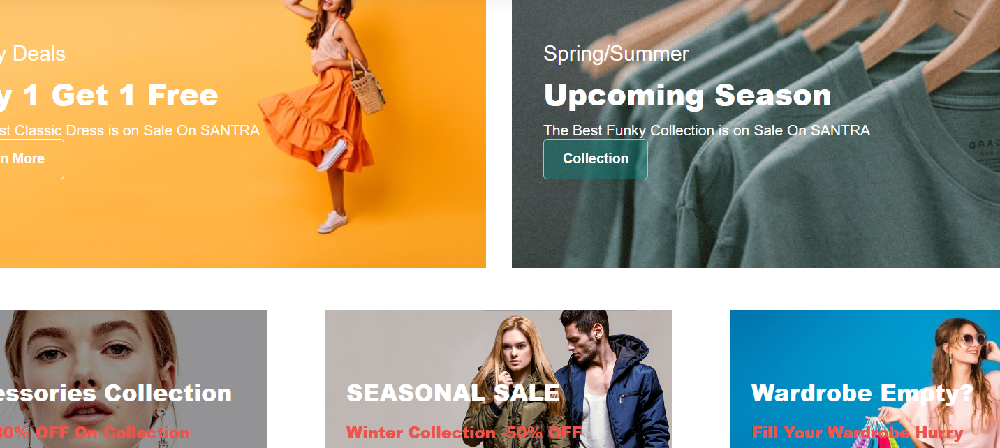 y Deals
y 1 Get 1 Free
st Classic Dress is on Sale On SANTRA
n More
Spring/Summer
Upcoming Season
The Best Funky Collection is on Sale On SANTRA
Collection
GRAC
essories Collection
30% OFF On Collection
SEASONAL SALE
Winter Collection -50% OFF
Wardrobe Empty?
Fill Your Wardrobe Hurry